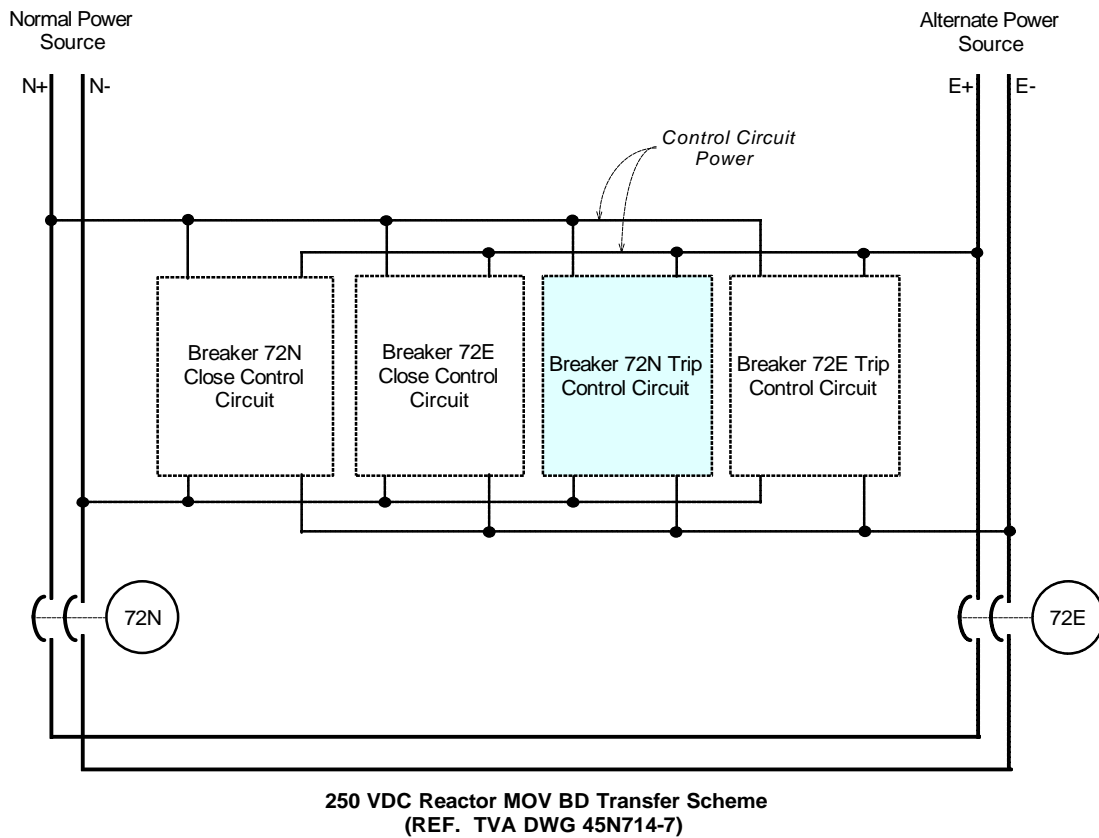 Normal Power
Source
Alternate Power
Source
N+
N-
E+
E-
Control Circuit
Power
Breaker 72N
Close Control
Circuit
Breaker 72E
Close Control
Circuit
Breaker 72N Trip
Control Circuit
Breaker 72E Trip
Control Circuit
72N
72E
250 VDC Reactor MOV BD Transfer Scheme
(REF. TVA DWG 45N714-7)